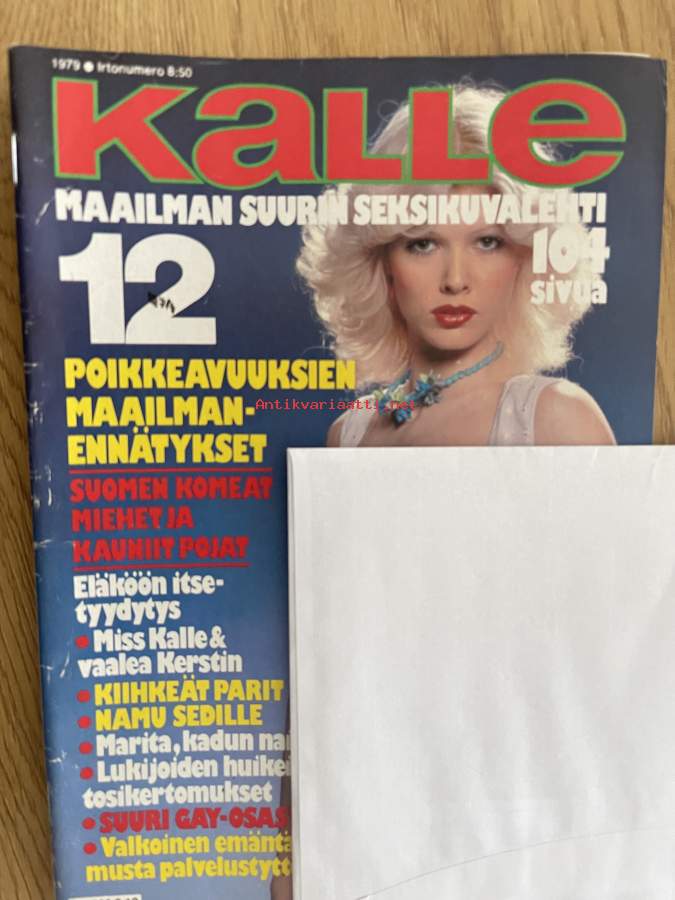 1979 ● Irtonumero 8:50
Kalle
MAAILMAN SUURIN SEKSIKUVALEHTI
12
104
sivua
POIKKEAVUUKSIEN
MAAILMAN-
ENNÄTYKSET
Antikvariaatti.net
SUOMEN KOMEAT
MIEHET JA
KAUNIIT POJAT
Eläköön itse-
tyydytys
● Miss Kalle &
vaalea Kerstin
● KIIHKEÄT PARIT
● NAMU SEDILLE
● Marita, kadun
● Lukijoiden
tosikertomukset
● SUURI
● Valkoinen
musta